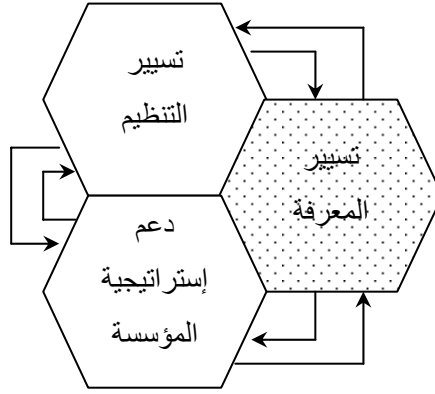 تسيير
التنظيم
تسيير
المعرفة
دعم
إستراتيجية
المؤسسة